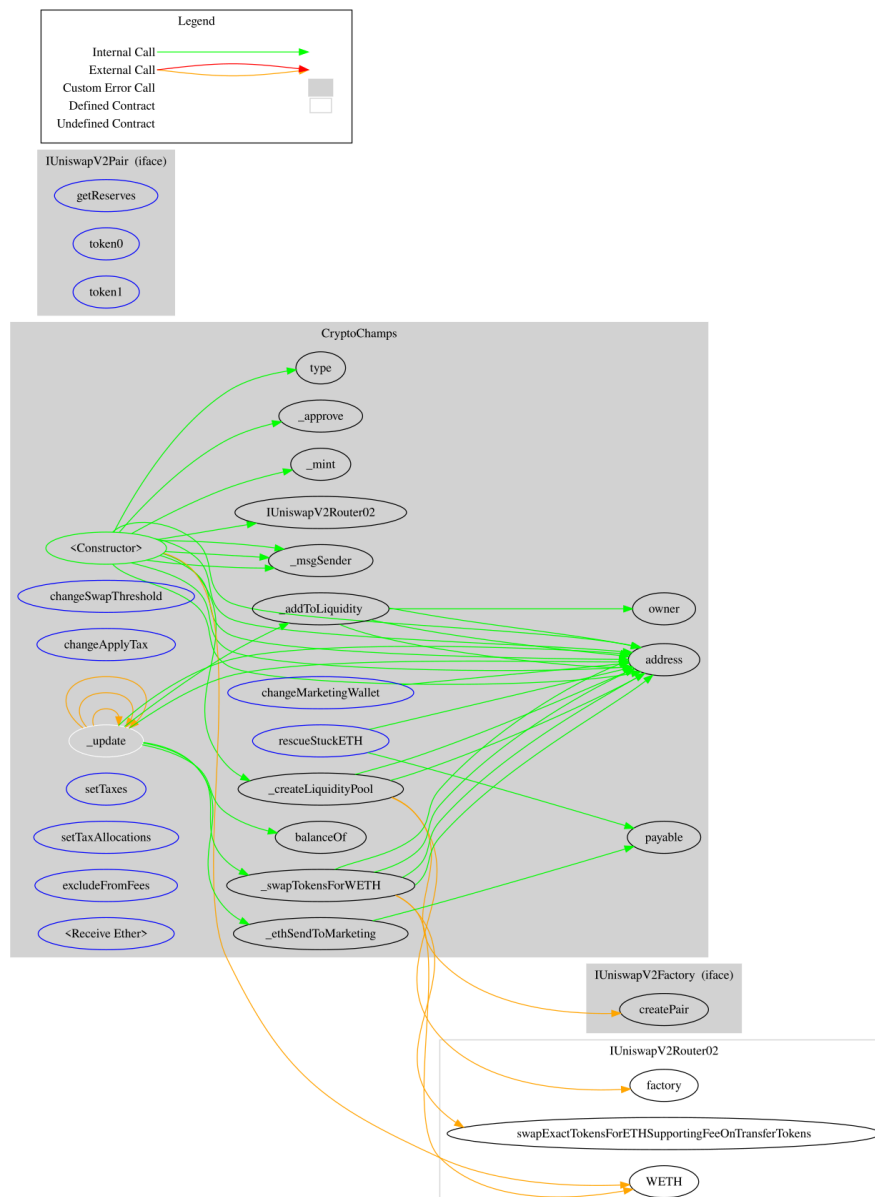 Legend
Internal Call
External Call
Custom Error Call
Defined Contract
Undefined Contract
IUniswapV2Pair (iface)
getReserves
token0
token1
CryptoChamps
type
_approve
_mint
IUniswapV2Router02
<Constructor>
_msgSender
changeSwapThreshold
_addToLiquidity
owner
changeApplyTax
address
changeMarketingWallet
_update
rescueStuckETH
setTaxes
_createLiquidityPool
setTaxAllocations
balanceOf
payable
excludeFromFees
_swapTokensForWETH
<Receive Ether>
_ethSendToMarketing
IUniswapV2Factory (iface)
createPair
IUniswapV2Router02
factory
swapExactTokensForETHSupportingFeeOnTransferTokens
WETH